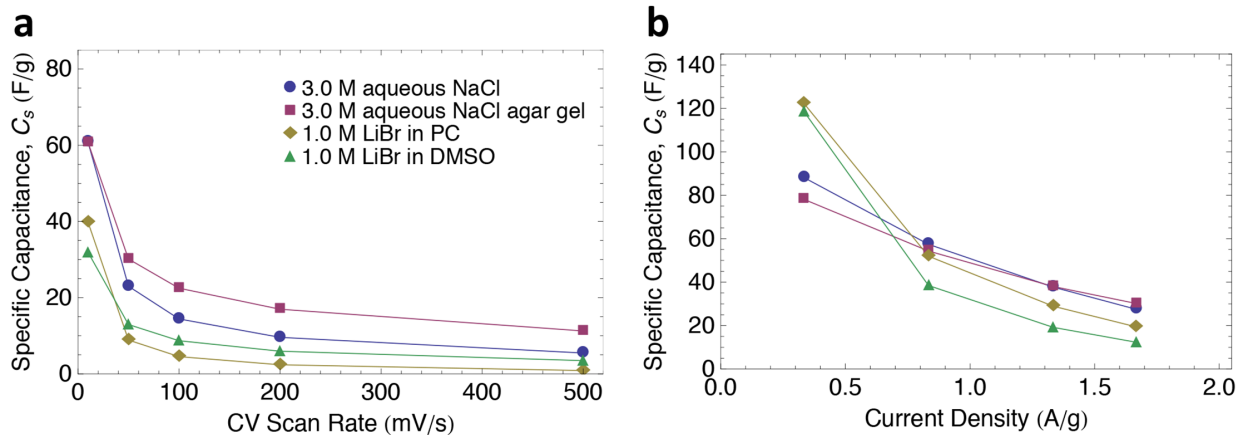 a
Specific Capacitance, Cs (F/g)
80
60
40
20
0
3.0 M aqueous NaCl
3.0 M aqueous NaCl agar gel
1.0 M LiBr in PC
1.0 M LiBr in DMSO
0 100 200 300 400 500
CV Scan Rate (mV/s)
b
Specific Capacitance, Cs (F/g)
140
120
100
80
60
40
20
0
0.0 0.5 1.0 1.5 2.0
Current Density (A/g)